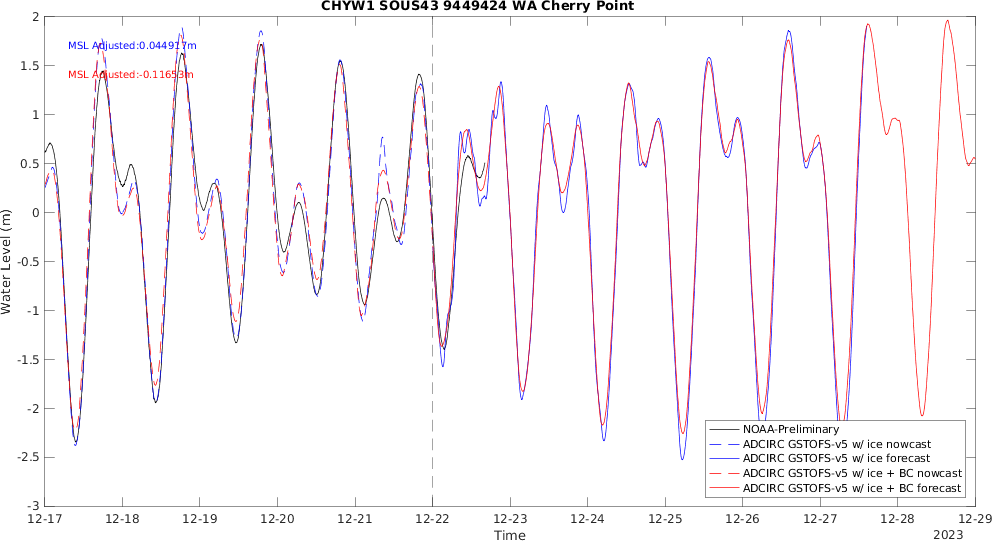 CHYW1 SOUS43 9449424 WA Cherry Point
MSL Adjusted:0.044917m
MSL Adjusted:-0.11653m
Water Level (m)
2
1.5
1
0.5
0
-0.5
-1
-1.5
-2
-2.5
-3
NOAA-Preliminary
ADCIRC GSTOFS-v5 w/ ice nowcast
ADCIRC GSTOFS-v5 w/ ice forecast
ADCIRC GSTOFS-v5 w/ ice + BC nowcast
ADCIRC GSTOFS-v5 w/ ice + BC forecast
12-17 12-18 12-19 12-20 12-21 12-22 12-23 12-24 12-25 12-26 12-27 12-28 12-29
Time
2023